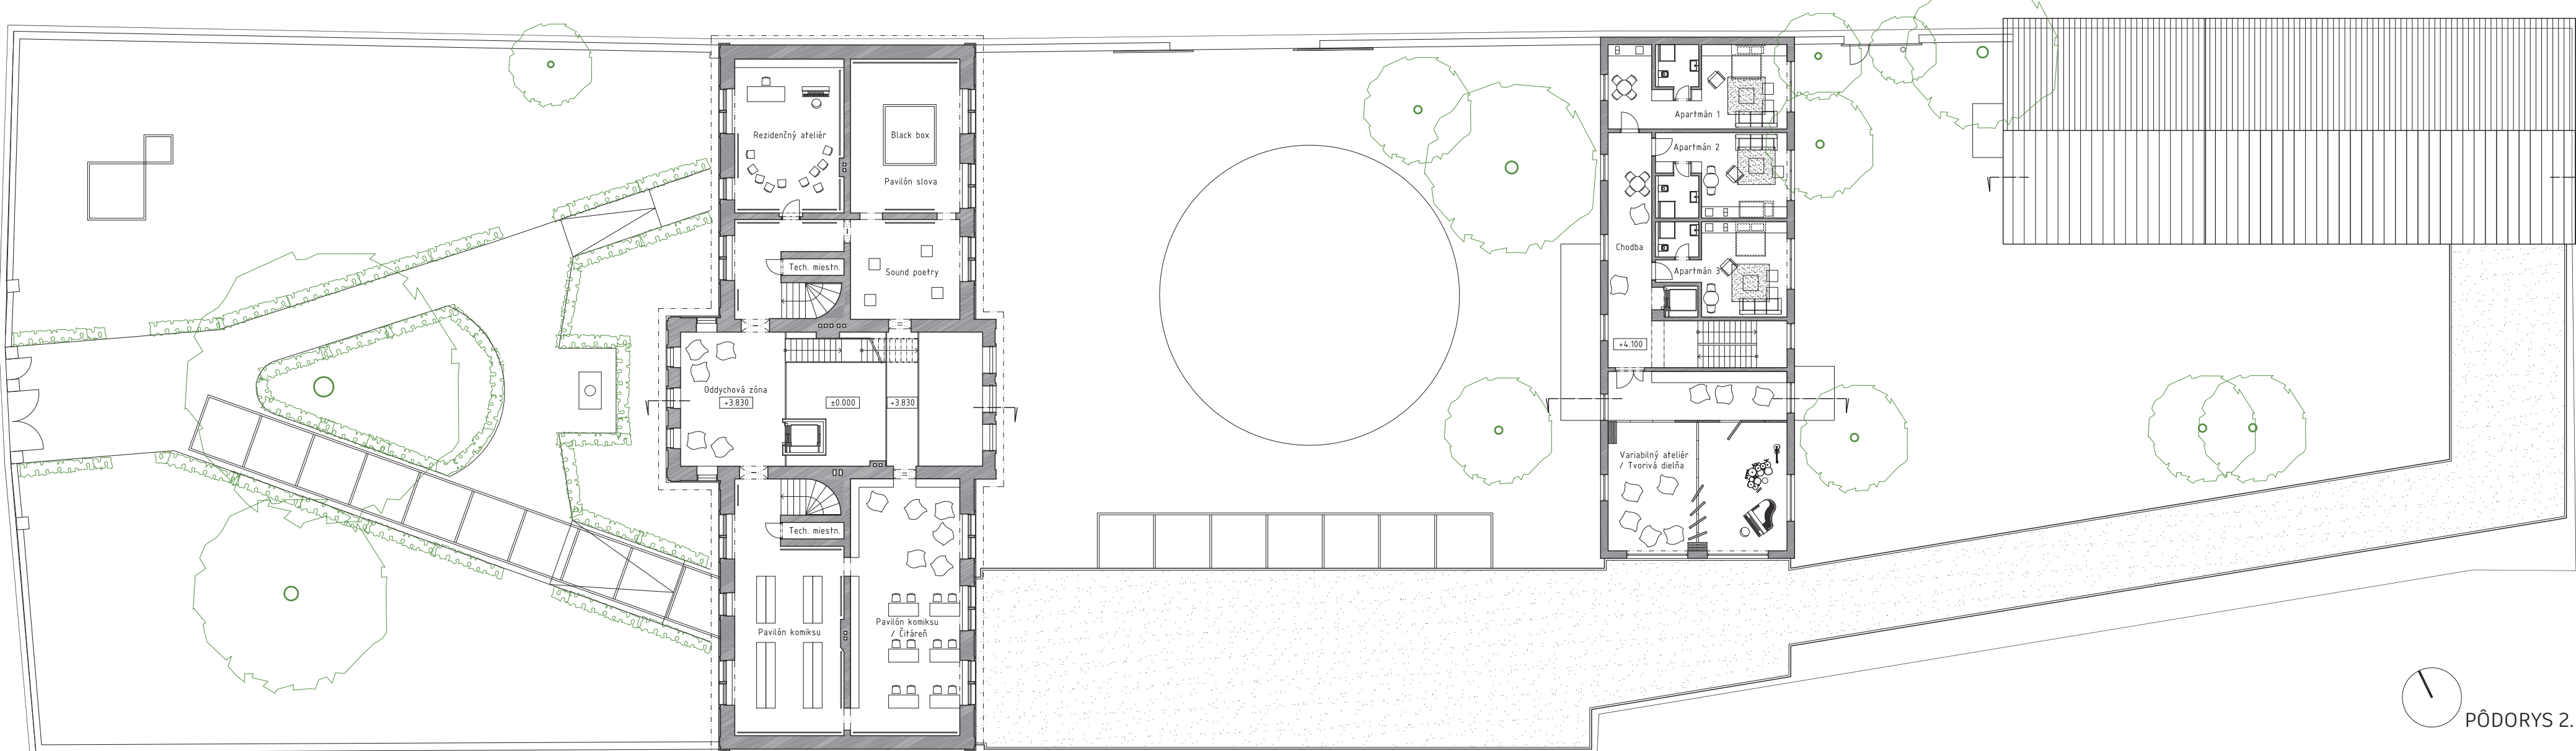 Rezidenčný ateliér
Black box
Pavilón slova
Tech. miestn.
Sound poetry
Oddychová zóna
+3.830
±0.000
+3.830
Tech. miestn.
Pavilón komiksu
Pavilón komiksu
/ Čitáreň
Apartmán 1
Apartmán 2
Chodba
Apartmán 3
+4.100
Variabilný ateliér
/ Tvorivá dielňa
PÔDORYS 2.